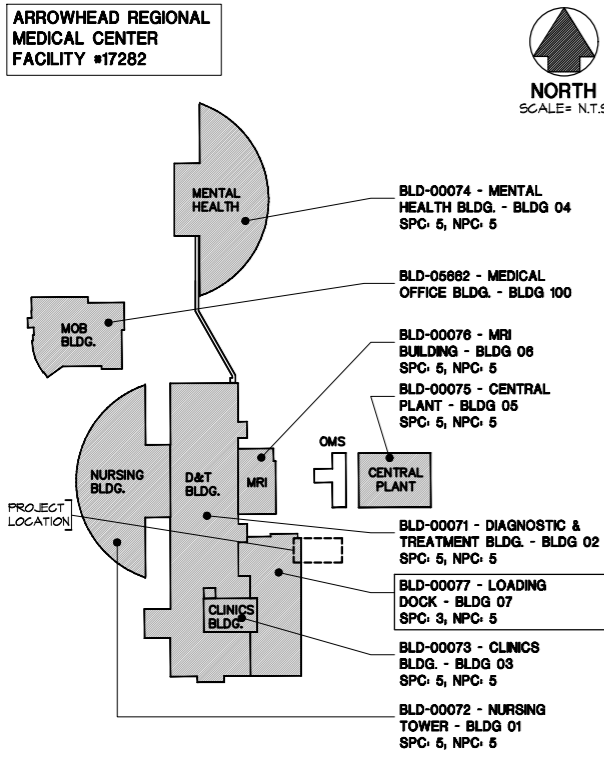 ARROWHEAD REGIONAL
MEDICAL CENTER
FACILITY #17282
NORTH
SCALE= N.T.S
MENTAL
HEALTH
BLD-00074 - MENTAL
HEALTH BLDG. - BLDG 04
SPC: 5, NPC: 5
BLD-05662 - MEDICAL
OFFICE BLDG. - BLDG 100
MOB
BLDG.
BLD-00076 - MRI
BUILDING - BLDG 06
SPC: 5, NPC: 5
BLD-00075 - CENTRAL
PLANT - BLDG 05
SPC: 5, NPC: 5
OMS
NURSING
BLDG.
D&T
BLDG.
MRI
CENTRAL
PLANT
PROJECT
LOCATION
BLD-00071 - DIAGNOSTIC &
TREATMENT BLDG. - BLDG 02
SPC: 5, NPC: 5
BLD-00077 - LOADING
DOCK - BLDG 07
SPC: 3, NPC: 5
CLINICS
BLDG.
BLD-00073 - CLINICS
BLDG. - BLDG 03
SPC: 5, NPC: 5
BLD-00072 - NURSING
TOWER - BLDG 01
SPC: 5, NPC: 5